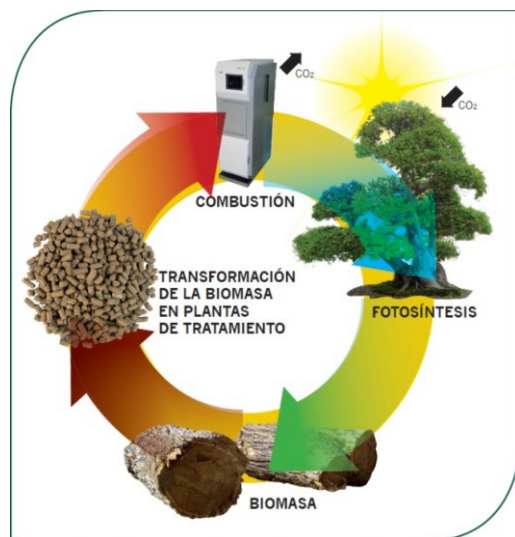 CO₂
CO₂
COMBUSTIÓN
TRANSFORMACIÓN
DE LA BIOMASA
EN PLANTAS
DE TRATAMIENTO
FOTOSÍNTESIS
BIOMASA